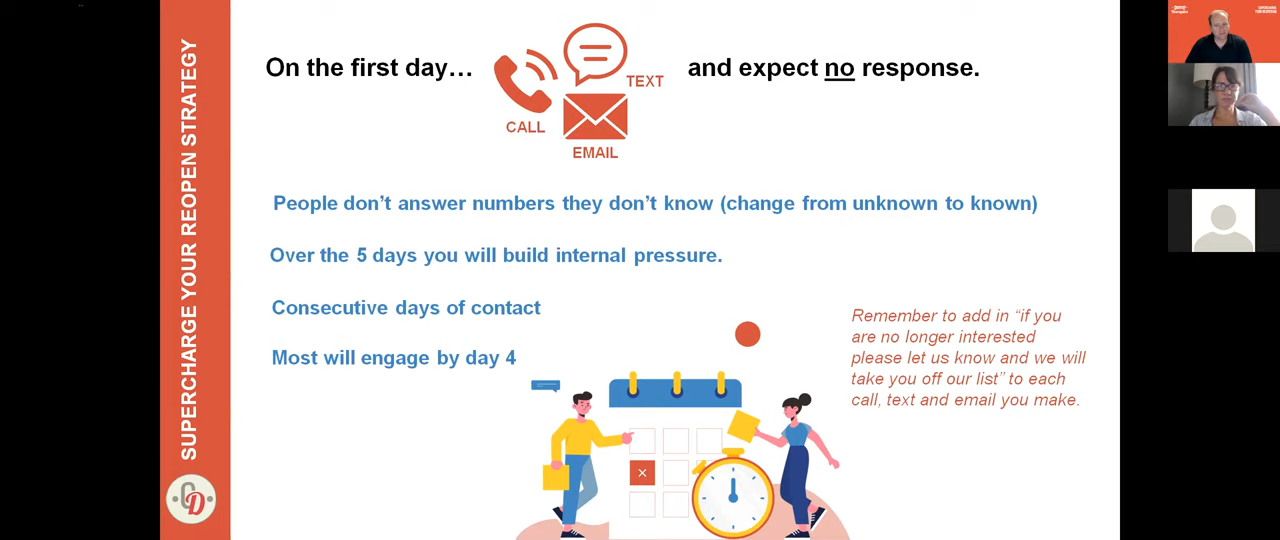 SUPERCHARGE YOUR REOPEN STRATEGY
On the first day…
CALL
TEXT
EMAIL
and expect no response.
People don’t answer numbers they don’t know (change from unknown to known)
Over the 5 days you will build internal pressure.
Consecutive days of contact
Most will engage by day 4
Remember to add in “if you
are no longer interested
please let us know and we will
take you off our list” to each
call, text and email you make.